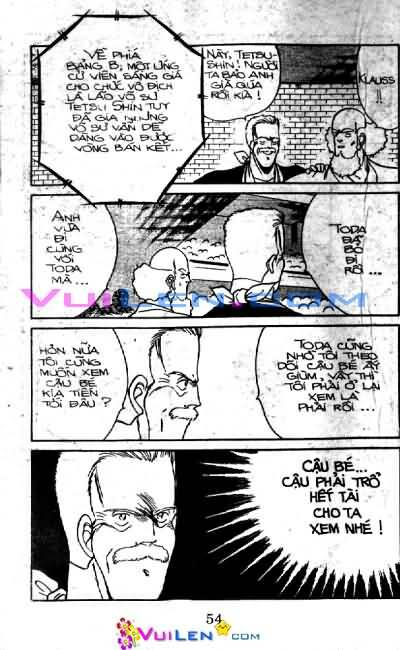 VỀ PHÍA
BẢNG B, MỘT ỨNG
CỬ VIÊN SÁNG GIÁ
CHO CHỨC VÔ ĐỊCH
LÀ LÃO VÕ SƯ
TETSU SHIN TUY
ĐÃ GIÀ NHƯNG
VÕ SƯ VẪN DỄ
DÀNG VÀO ĐƯỢC
VÒNG BÁN KẾT...
NÀY, TETSU-
SHIN! NGƯỜI
TA BẢO ANH
GIÀ QUÁ
RỒI KÌA!
KLAUSS
!!
ANH
VỪA
ĐI
CÙNG
VỚI
TODA
MÀ...
TODA
ĐÃ
BỎ
ĐI
RỒI...
VUILEN.COM
HƠN NỮA
TÔI CŨNG
MUỐN XEM
CẬU BÉ
KIA TIẾN
TỚI ĐÂU?
TODA CŨNG
NHỜ TÔI THEO
DÕI CẬU BÉ ẤY
GIÙM, VẬY THÌ
TÔI PHẢI Ở LẠI
XEM LÀ
PHẢI RỒI...
CẬU BÉ...
CẬU PHẢI TRỔ
HẾT TÀI
CHO TA
XEM NHÉ!
54
VUILEN.COM